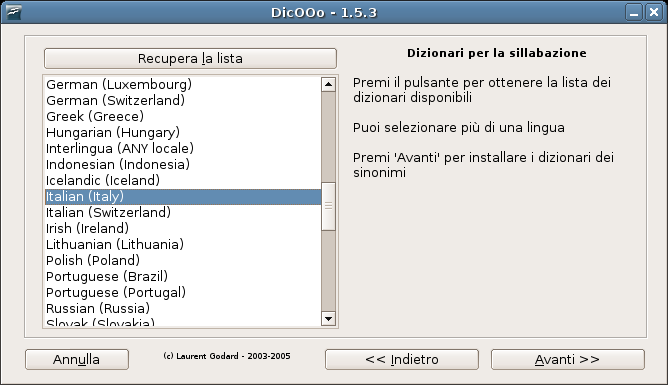 DicOOo - 1.5.3
Recupera la lista
German (Luxembourg)
German (Switzerland)
Greek (Greece)
Hungarian (Hungary)
Interlingua (ANY locale)
Indonesian (Indonesia)
Icelandic (Iceland)
Italian (Italy)
Italian (Switzerland)
Irish (Ireland)
Lithuanian (Lithuania)
Polish (Poland)
Portuguese (Brazil)
Portuguese (Portugal)
Russian (Russia)
Slovak (Slovakia)
Dizionari per la sillabazione
Premi il pulsante per ottenere la lista dei
dizionari disponibili
Puoi selezionare più di una lingua
Premi 'Avanti' per installare i dizionari dei
sinonimi
Annulla
(c) Laurent Godard - 2003-2005
<< Indietro
Avanti >>